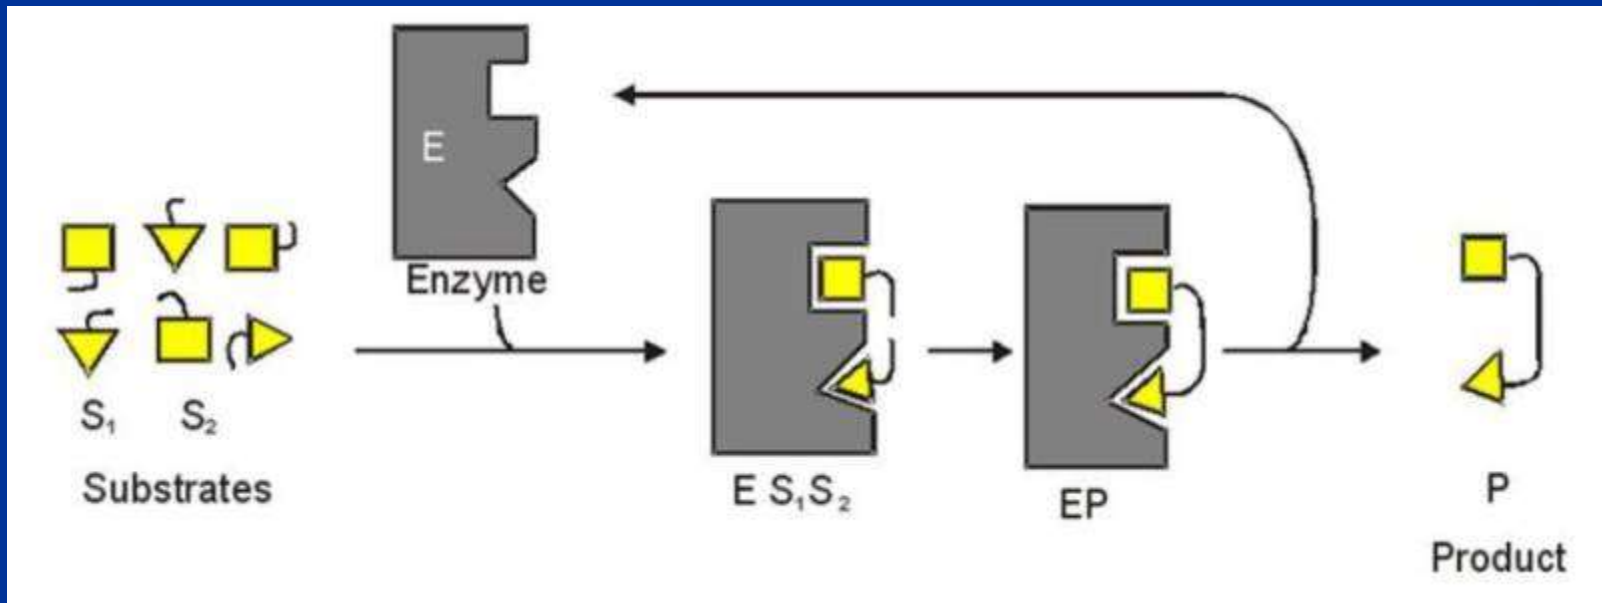 E
Enzyme
S₁ S₂
Substrates
E S₁S₂
EP
P
Product